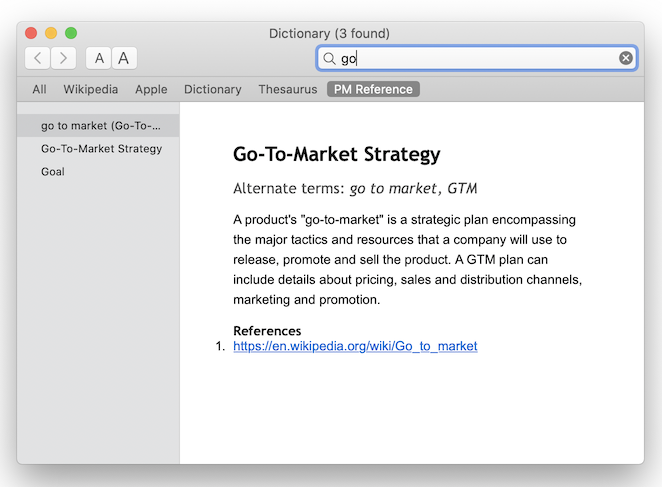 Dictionary (3 found)
A A go
All Wikipedia Apple Dictionary Thesaurus PM Reference
go to market (Go-To-...
Go-To-Market Strategy
Goal
Go-To-Market Strategy
Alternate terms: go to market, GTM
A product's "go-to-market" is a strategic plan encompassing
the major tactics and resources that a company will use to
release, promote and sell the product. A GTM plan can
include details about pricing, sales and distribution channels,
marketing and promotion.
References
1. https://en.wikipedia.org/wiki/Go_to_market